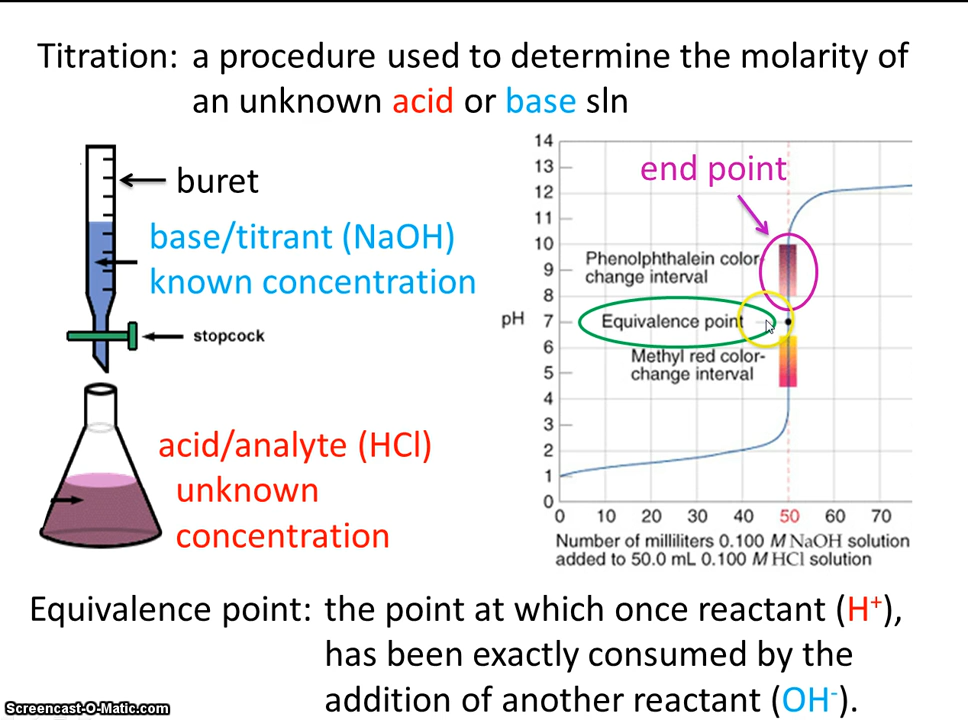 Titration: a procedure used to determine the molarity of
an unknown acid or base sln
buret
base/titrant (NaOH)
known concentration
stopcock
acid/analyte (HCl)
unknown
concentration
end point
14
13
12
11
10
9
8
7
6
5
4
3
2
1
0
pH
Phenolphthalein color-
change interval
Equivalence point
Methyl red color-
change interval
0 10 20 30 40 50 60 70
Number of milliliters 0.100 M NaOH solution
added to 50.0 mL 0.100 M HCl solution
Equivalence point: the point at which once reactant (H⁺),
has been exactly consumed by the
addition of another reactant (OH⁻).
Screencast-O-Matic.com